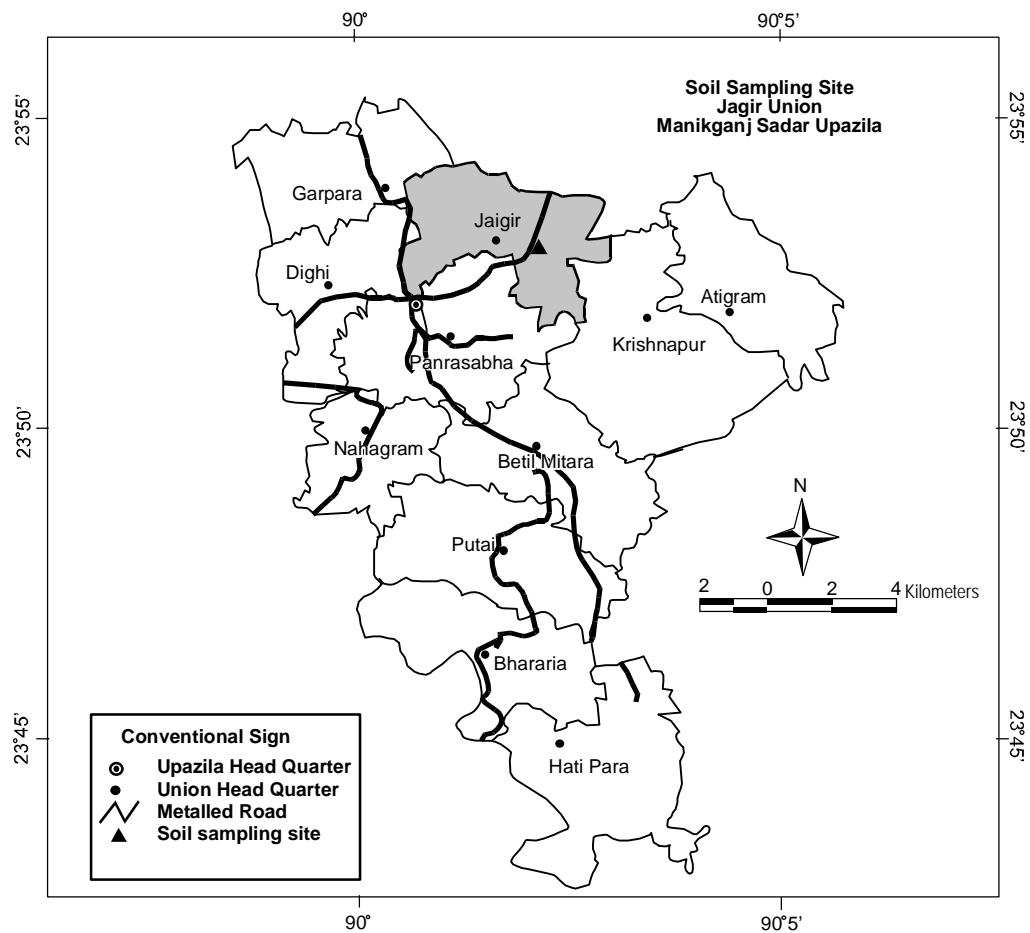 90°
90°5'
Soil Sampling Site
Jagir Union
Manikganj Sadar Upazila
23°55'
23°55'
Garpara
Jaigir
Dighi
Atigram
Krishnapur
Panrasabha
23°50'
23°50'
Nahagram
Betil Mitara
N
Putai
2 0 2 4 Kilometers
Bhararia
23°45'
23°45'
Hati Para
Conventional Sign
Upazila Head Quarter
Union Head Quarter
Metalled Road
Soil sampling site
90°
90°5'